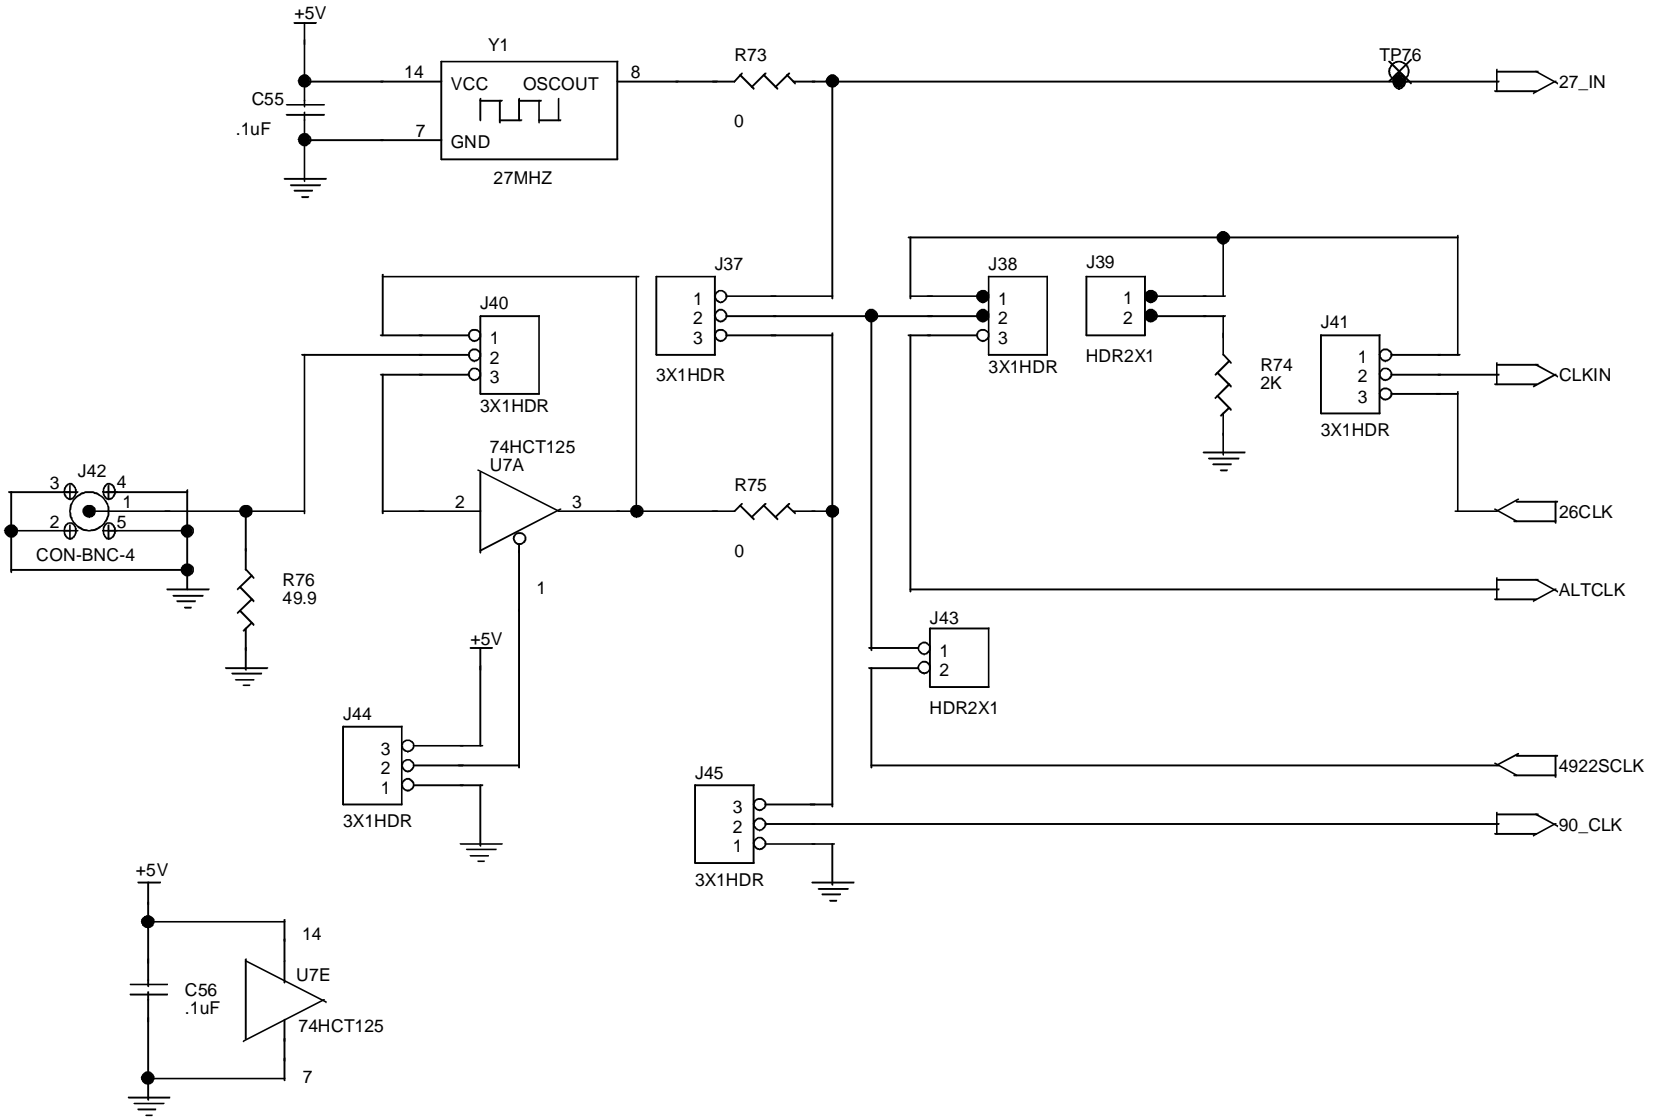 +5V
Y1
R73
TP76
14
VCC
OSCOUT
8
27_IN
C55
.1uF
0
7
GND
27MHZ
J37
J38
J39
1
2
3
1
2
3
1
2
3X1HDR
3X1HDR
HDR2X1
J40
1
2
3
3X1HDR
J41
1
2
3
3X1HDR
R74
2K
CLKIN
74HCT125
U7A
2
3
1
R75
0
J42
3
4
1
2
5
CON-BNC-4
26CLK
R76
49.9
ALTCLK
J43
1
2
HDR2X1
+5V
J44
3
2
1
3X1HDR
4922SCLK
J45
3
2
1
3X1HDR
90_CLK
+5V
14
U7E
C56
.1uF
74HCT125
7